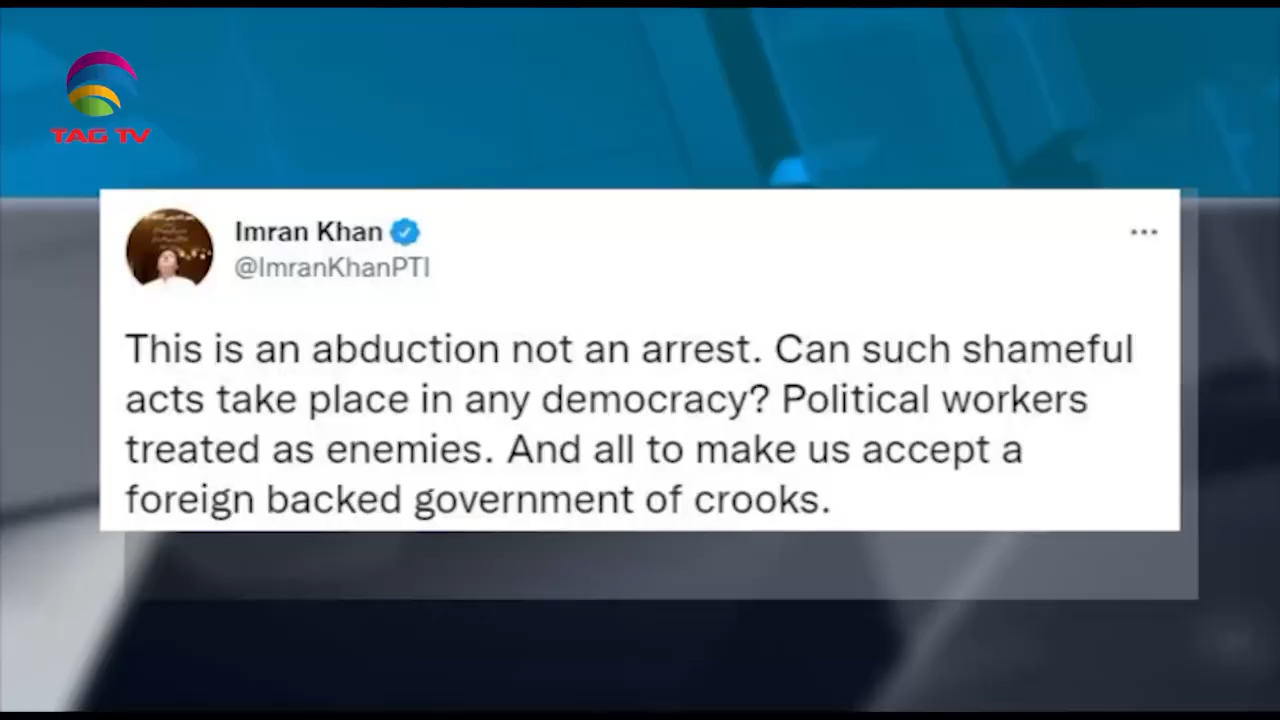 TAG TV
Imran Khan
@ImranKhanPTI
This is an abduction not an arrest. Can such shameful
acts take place in any democracy? Political workers
treated as enemies. And all to make us accept a
foreign backed government of crooks.